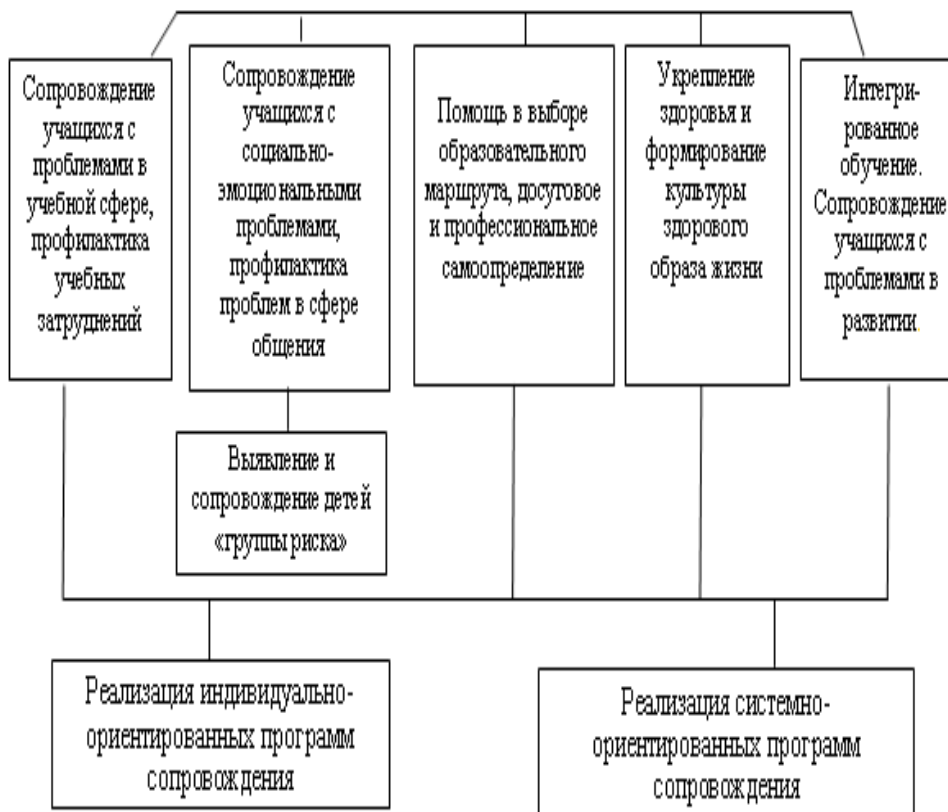 Сопровождение
учащихся с
проблемами в
учебной сфере,
профилактика
учебных
затруднений
Сопровождение
учащихся с
социально-
эмоциональными
проблемами,
профилактика
проблем в сфере
общения
Помощь в выборе
образовательного
маршрута, досуговое
и профессиональное
самоопределение
Укрепление
здоровья и
формирование
культуры
здорового
образа жизни
Интегри-
рованное
обучение.
Сопровождение
учащихся с
проблемами в
развитии.
Выявление и
сопровождение детей
«группы риска»
Реализация индивидуально-
ориентированных программ
сопровождения
Реализация системно-
ориентированных программ
сопровождения